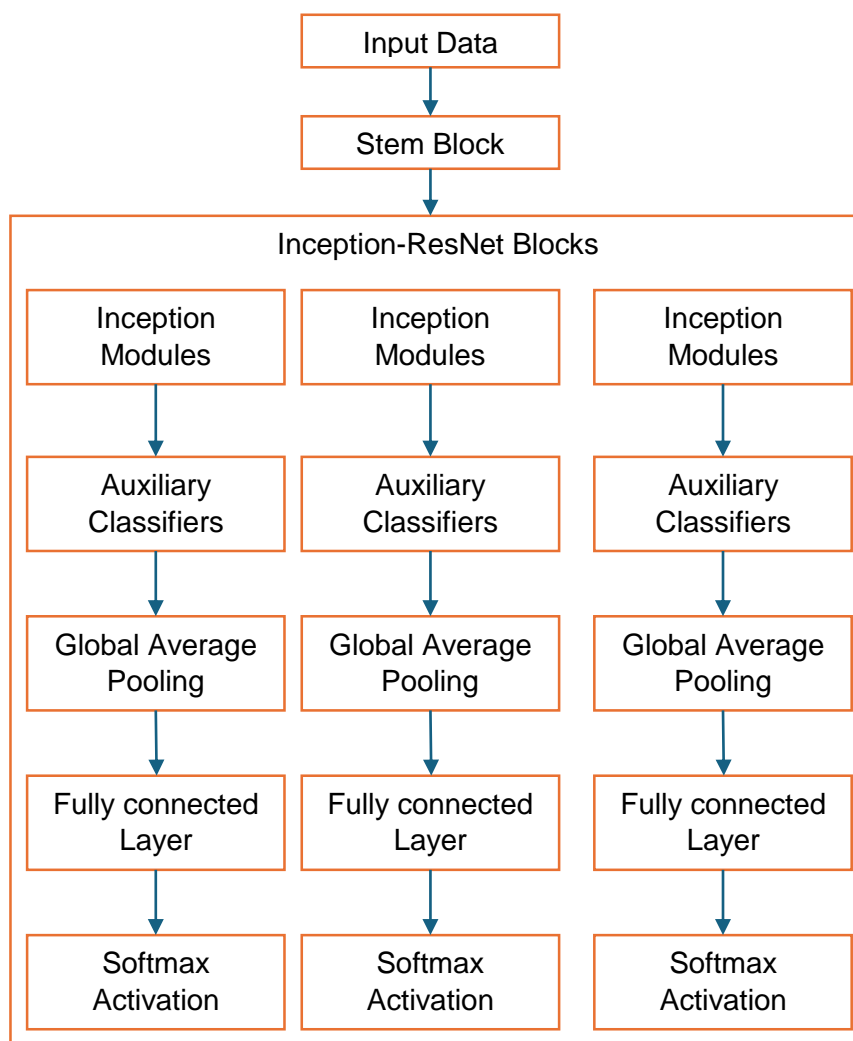 Input Data
Stem Block
Inception-ResNet Blocks
Inception
Modules
Inception
Modules
Inception
Modules
Auxiliary
Classifiers
Auxiliary
Classifiers
Auxiliary
Classifiers
Global Average
Pooling
Global Average
Pooling
Global Average
Pooling
Fully connected
Layer
Fully connected
Layer
Fully connected
Layer
Softmax
Activation
Softmax
Activation
Softmax
Activation